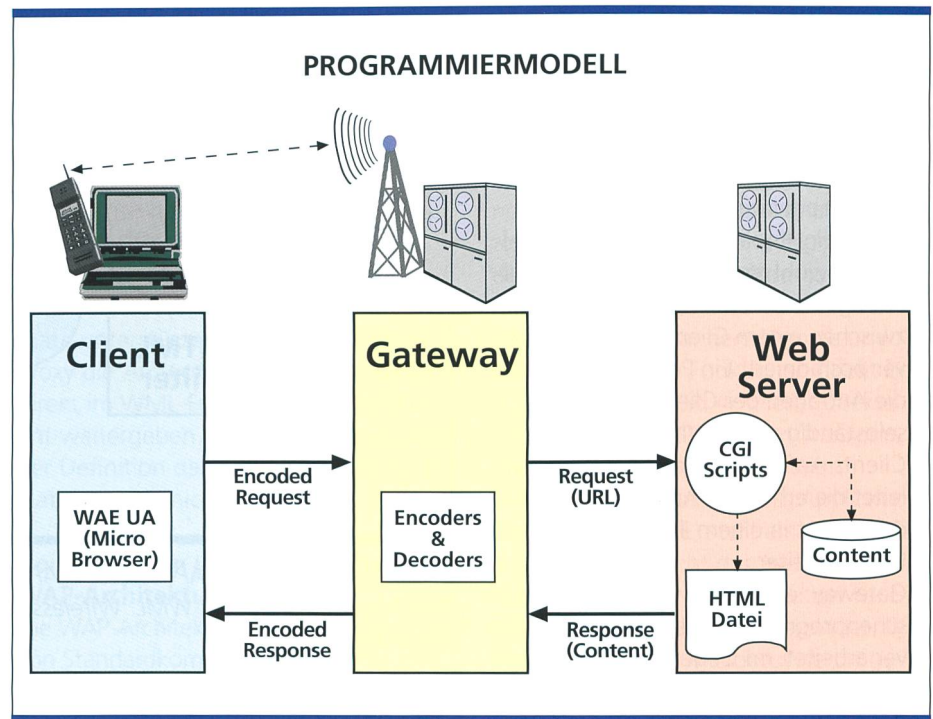 PROGRAMMIERMODELL
Client
Gateway
Web
Server
Encoded
Request
Request
(URL)
CGI
Scripts
WAE UA
(Micro
Browser)
Encoders
&
Decoders
Content
HTML
Datei
Encoded
Response
Response
(Content)